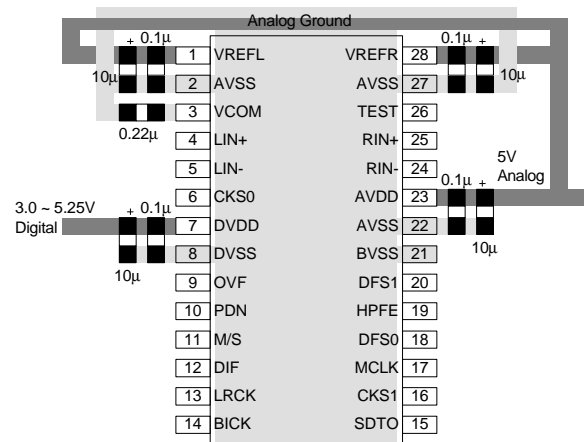 Analog Ground
+ 0.1µ 1 VREFL VREFR 28 0.1µ +
10µ 2 AVSS AVSS 27 10µ
3 VCOM TEST 26
0.22µ 4 LIN+ RIN+ 25
5 LIN- RIN- 24 5V
Analog
6 CKS0 AVDD 23 0.1µ +
3.0 ~ 5.25V
Digital
+ 0.1µ 7 DVDD AVSS 22 10µ
10µ 8 DVSS BVSS 21
9 OVF DFS1 20
10 PDN HPFE 19
11 M/S DFS0 18
12 DIF MCLK 17
13 LRCK CKS1 16
14 BICK SDTO 15